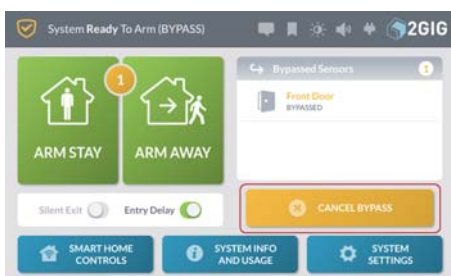 System Ready To Arm (BYPASS)
2GIG
1
ARM STAY
ARM AWAY
Bypassed Sensors
1
Front Door
BYPASSED
Silent Exit
Entry Delay
CANCEL BYPASS
SMART HOME
CONTROLS
SYSTEM INFO
AND USAGE
SYSTEM
SETTINGS